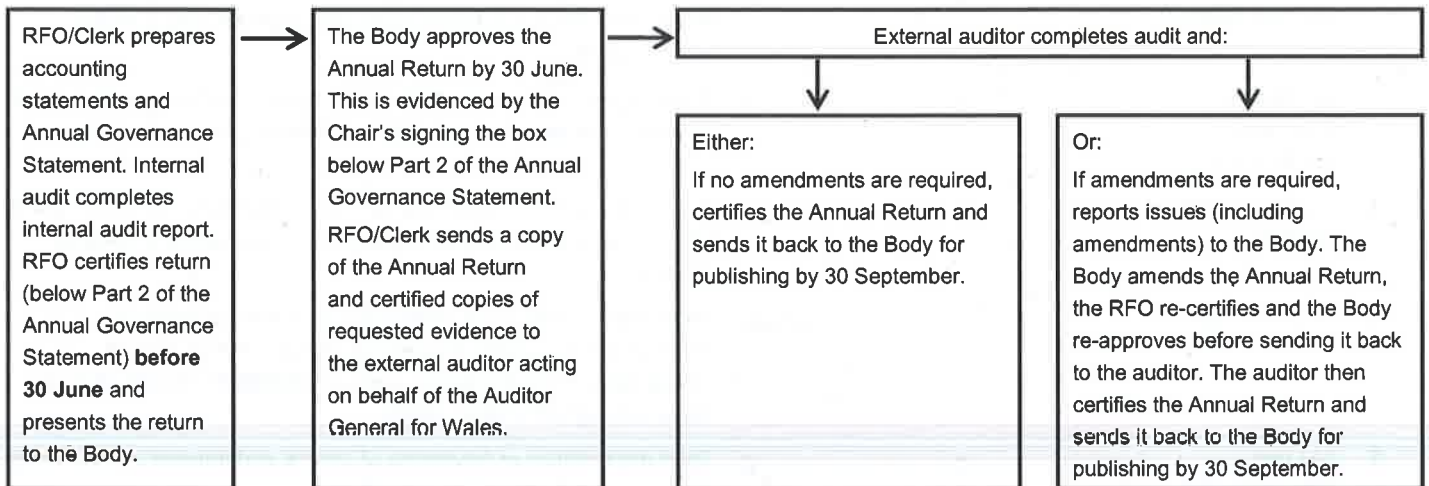 RFO/Clerk prepares
accounting
statements and
Annual Governance
Statement. Internal
audit completes
internal audit report.
RFO certifies return
(below Part 2 of the
Annual Governance
Statement) before
30 June and
presents the return
to the Body.
The Body approves the
Annual Return by 30 June.
This is evidenced by the
Chair's signing the box
below Part 2 of the Annual
Governance Statement.
RFO/Clerk sends a copy
of the Annual Return
and certified copies of
requested evidence to
the external auditor acting
on behalf of the Auditor
General for Wales.
External auditor completes audit and:
Either:
If no amendments are required,
certifies the Annual Return and
sends it back to the Body for
publishing by 30 September.
Or:
If amendments are required,
reports issues (including
amendments) to the Body. The
Body amends the Annual Return,
the RFO re-certifies and the Body
re-approves before sending it back
to the auditor. The auditor then
certifies the Annual Return and
sends it back to the Body for
publishing by 30 September.